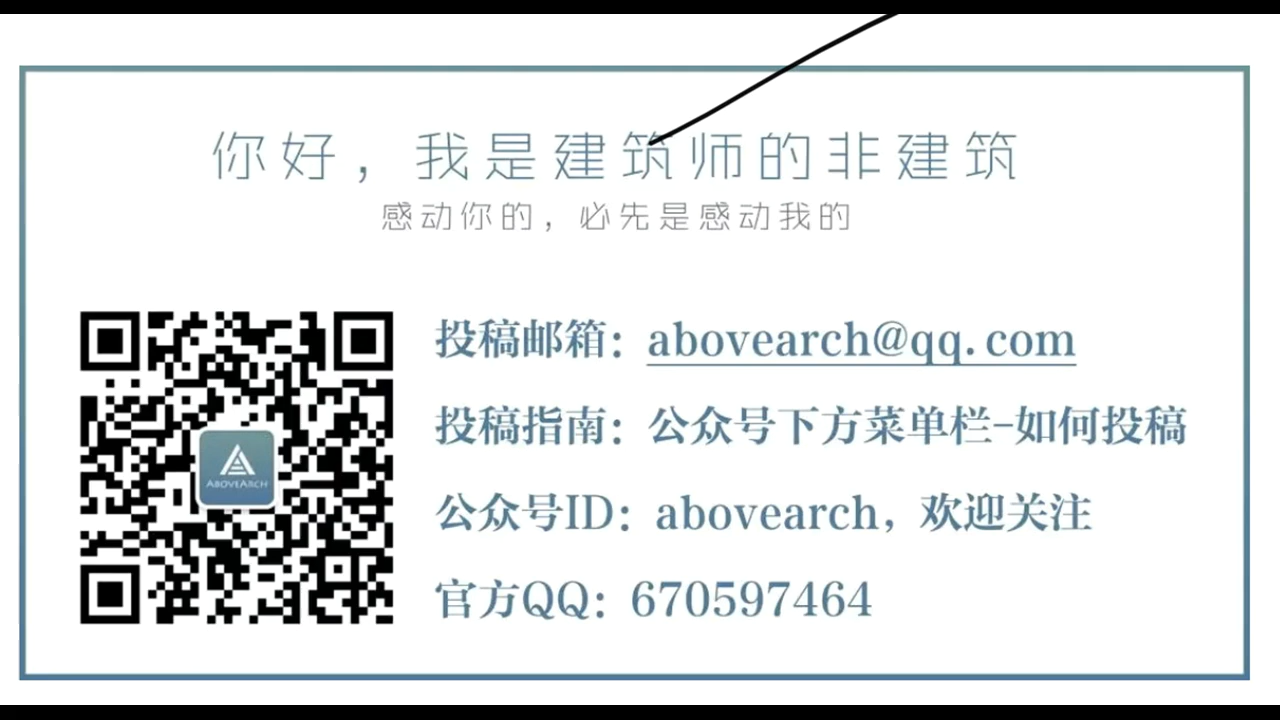 你好，我是建筑师的非建筑
感动你的，必先是感动我的
投稿邮箱：abovearch@qq.com
投稿指南：公众号下方菜单栏-如何投稿
公众号ID：abovearch，欢迎关注
官方QQ：670597464
ABOVEARCH